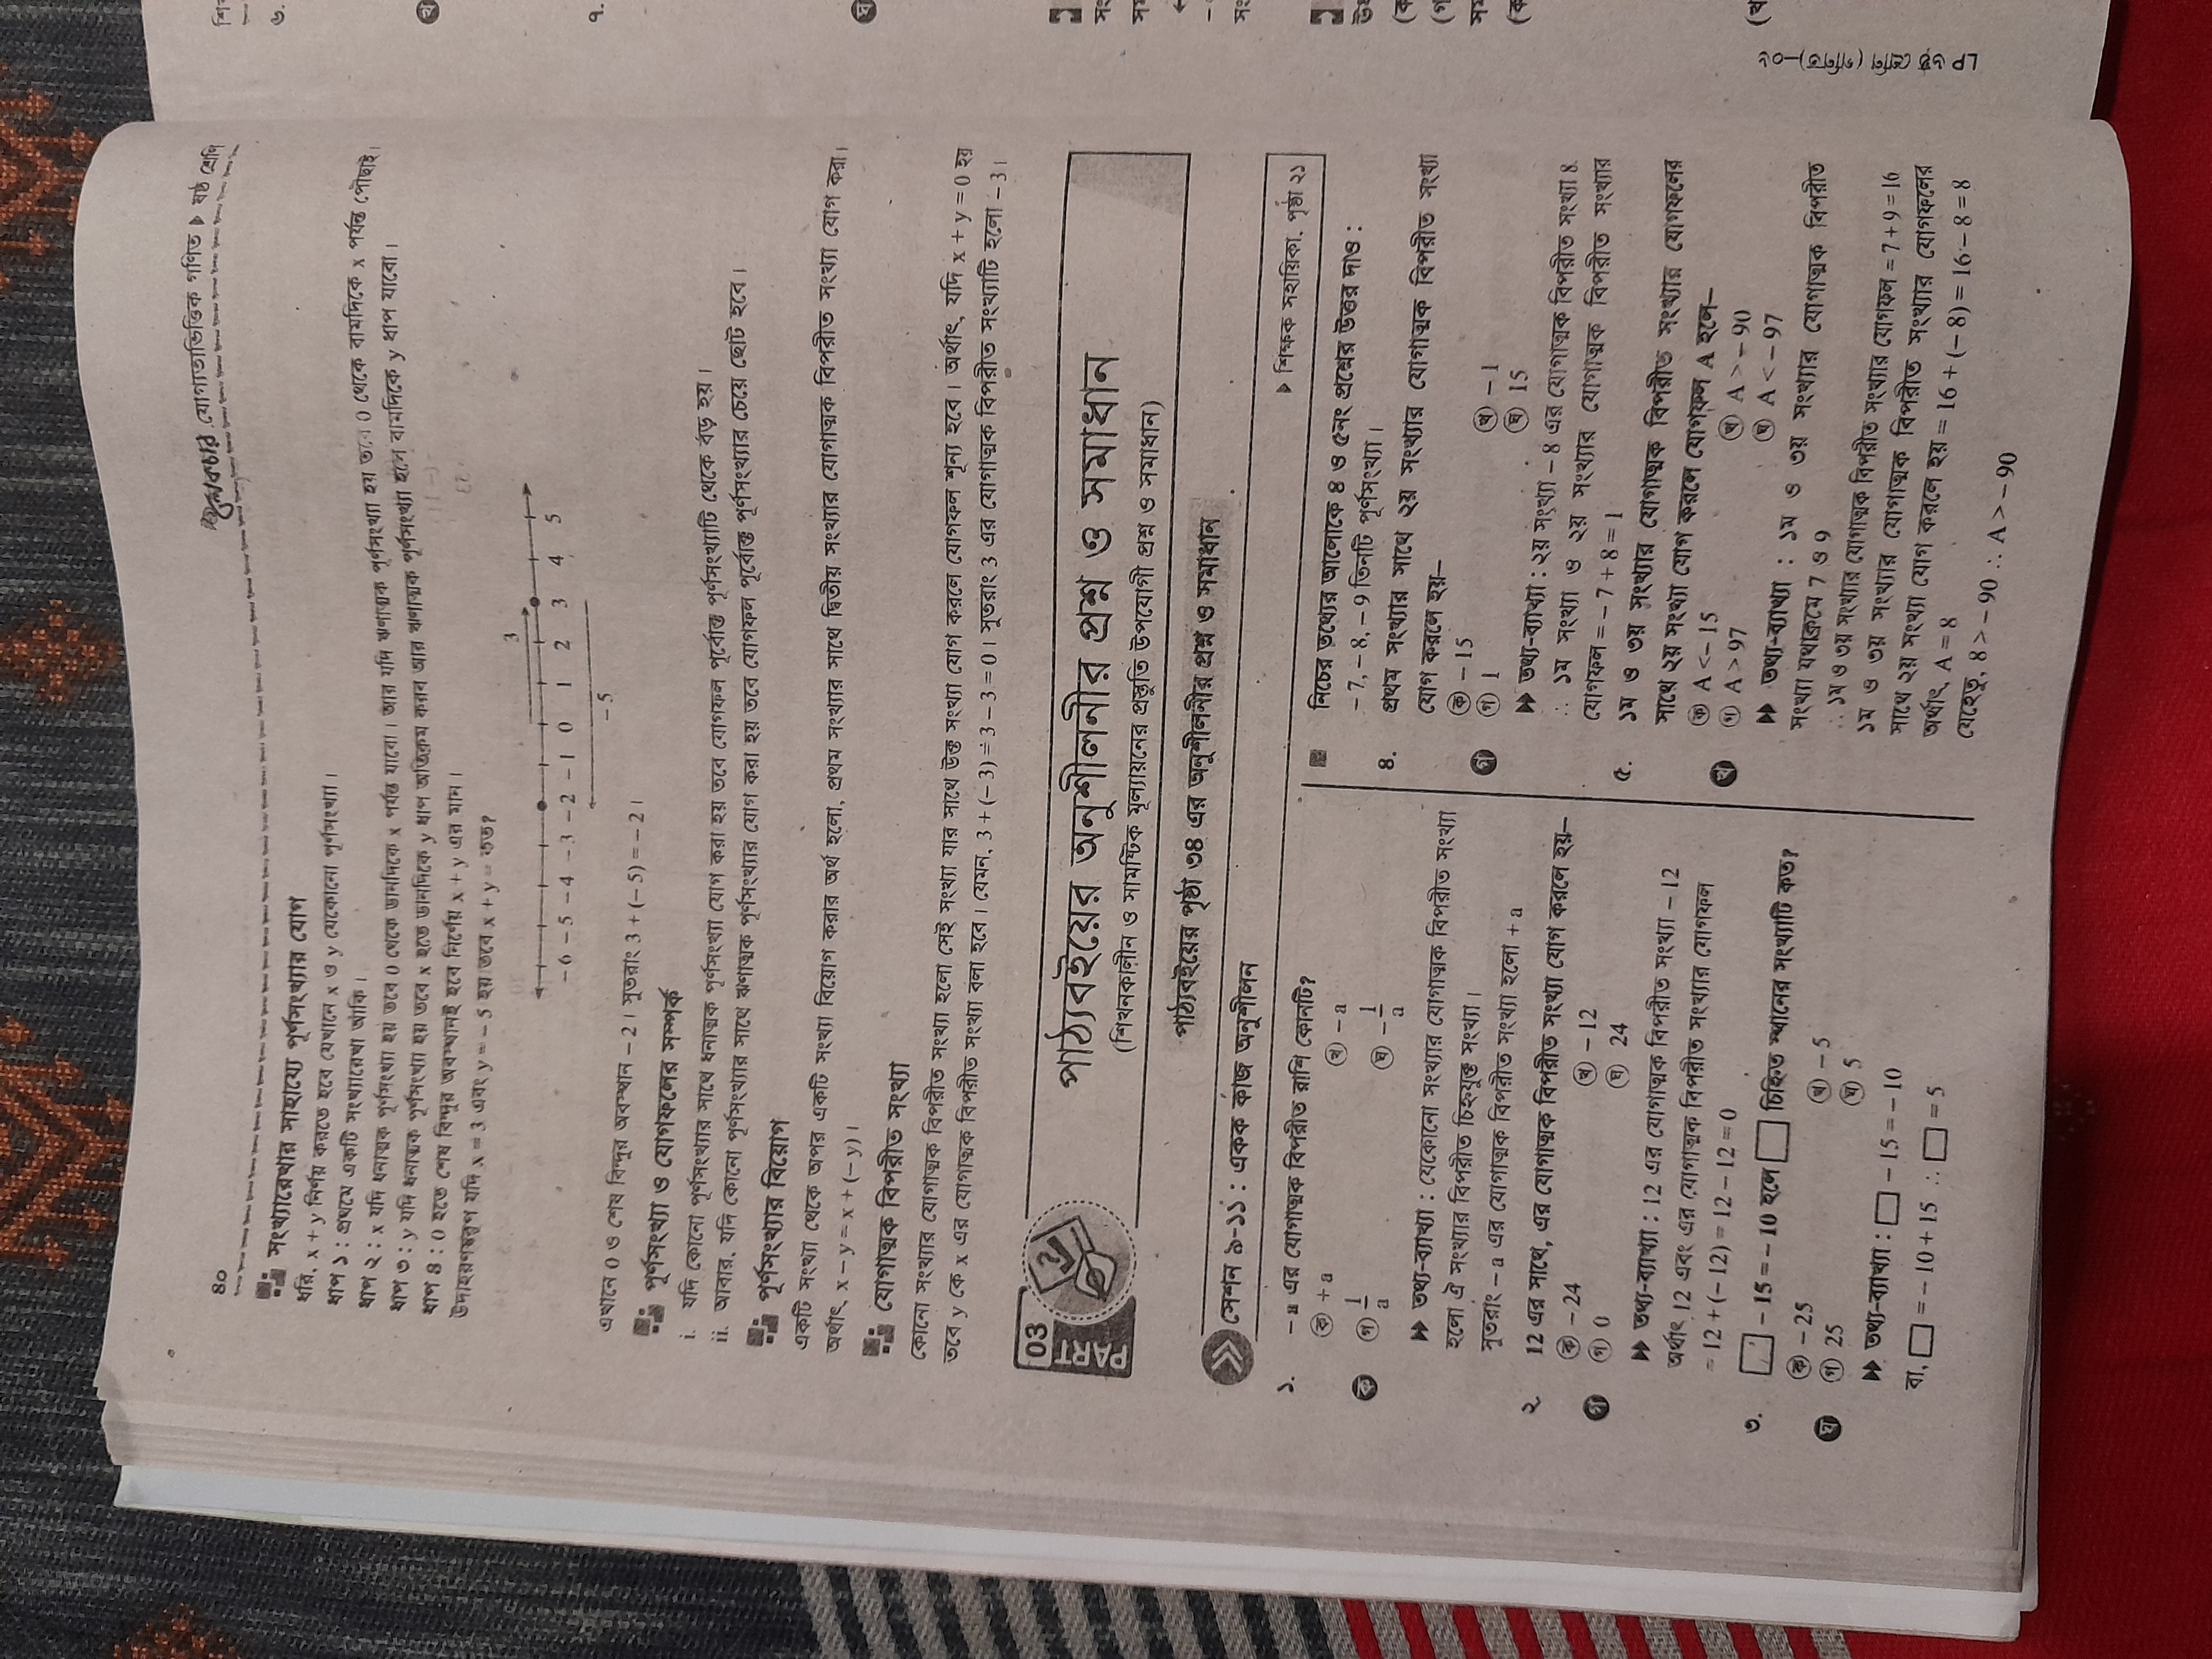 ৪০
লেকচার যোগ্যতাভিত্তিক গণিত ▶ ষষ্ঠ শ্রেণি
সংখ্যারেখার সাহায্যে পূর্ণসংখ্যার যোগ
ধরি, x + y নির্ণয় করতে হবে যেখানে x ও y যেকোনো পূর্ণসংখ্যা।
ধাপ ১ : প্রথমে একটি সংখ্যারেখা আঁকি।
ধাপ ২ : x যদি ধনাত্মক পূর্ণসংখ্যা হয় তবে 0 থেকে ডানদিকে x পর্যন্ত যাবো। আর যদি ঋণাত্মক পূর্ণসংখ্যা হয় তবে 0 থেকে বামদিকে x পর্যন্ত পৌঁছাই।
ধাপ ৩ : y যদি ধনাত্মক পূর্ণসংখ্যা হয় তবে x হতে ডানদিকে y ধাপ অতিক্রম করব আর ঋণাত্মক পূর্ণসংখ্যা হলে বামদিকে y ধাপ যাবো।
ধাপ ৪ : 0 হতে শেষ বিন্দুর অবস্থানই হবে নির্ণেয় x + y এর মান।
উদাহরণস্বরূপ যদি x = 3 এবং y = – 5 হয় তবে x + y = কত?
3
– 6 – 5 – 4 – 3 – 2 – 1 0 1 2 3 4 5
– 5
এখানে 0 ও শেষ বিন্দুর অবস্থান – 2। সুতরাং 3 + (– 5) = – 2।
পূর্ণসংখ্যা ও যোগফলের সম্পর্ক
i. যদি কোনো পূর্ণসংখ্যার সাথে ধনাত্মক পূর্ণসংখ্যা যোগ করা হয় তবে যোগফল পূর্বোক্ত পূর্ণসংখ্যাটি থেকে বড় হয়।
ii. আবার, যদি কোনো পূর্ণসংখ্যার সাথে ঋণাত্মক পূর্ণসংখ্যার যোগ করা হয় তবে যোগফল পূর্বোক্ত পূর্ণসংখ্যার চেয়ে ছোট হবে।
পূর্ণসংখ্যার বিয়োগ
একটি সংখ্যা থেকে অপর একটি সংখ্যা বিয়োগ করার অর্থ হলো, প্রথম সংখ্যার সাথে দ্বিতীয় সংখ্যার যোগাত্মক বিপরীত সংখ্যা যোগ করা।
অর্থাৎ, x – y = x + (– y)।
যোগাত্মক বিপরীত সংখ্যা
কোনো সংখ্যার যোগাত্মক বিপরীত সংখ্যা হলো সেই সংখ্যা যার সাথে উক্ত সংখ্যা যোগ করলে যোগফল শূন্য হবে। অর্থাৎ, যদি x + y = 0 হয়
তবে y কে x এর যোগাত্মক বিপরীত সংখ্যা বলা হবে। যেমন, 3 + (– 3) = 3 – 3 = 0। সুতরাং 3 এর যোগাত্মক বিপরীত সংখ্যাটি হলো – 3।
PART 03
পাঠ্যবইয়ের অনুশীলনীর প্রশ্ন ও সমাধান
(শিখনকালীন ও সামষ্টিক মূল্যায়নের প্রস্তুতি উপযোগী প্রশ্ন ও সমাধান)
পাঠ্যবইয়ের পৃষ্ঠা ৩৪ এর অনুশীলনীর প্রশ্ন ও সমাধান
সেশন ৯-১১ : একক কাজ অনুশীলন
▶ শিক্ষক সহায়িকা, পৃষ্ঠা ২১
১. – a এর যোগাত্মক বিপরীত রাশি কোনটি?
ক + a খ – a
ক গ 1/a ঘ – 1/a
▶▶ তথ্য-ব্যাখ্যা : যেকোনো সংখ্যার যোগাত্মক বিপরীত সংখ্যা
হলো ঐ সংখ্যার বিপরীত চিহ্নযুক্ত সংখ্যা।
সুতরাং – a এর যোগাত্মক বিপরীত সংখ্যা হলো + a
২. 12 এর সাথে, এর যোগাত্মক বিপরীত সংখ্যা যোগ করলে হয়—
ক – 24 খ – 12
গ গ 0 ঘ 24
▶▶ তথ্য-ব্যাখ্যা : 12 এর যোগাত্মক বিপরীত সংখ্যা – 12
অর্থাৎ 12 এবং এর যোগাত্মক বিপরীত সংখ্যার যোগফল
= 12 + (– 12) = 12 – 12 = 0
৩. □ – 15 = – 10 হলে □ চিহ্নিত স্থানের সংখ্যাটি কত?
ক – 25 খ – 5
ঘ গ 25 ঘ 5
▶▶ তথ্য-ব্যাখ্যা : □ – 15 = – 10
বা, □ = – 10 + 15 ∴ □ = 5
নিচের তথ্যের আলোকে ৪ ও ৫নং প্রশ্নের উত্তর দাও :
– 7, – 8, – 9 তিনটি পূর্ণসংখ্যা।
৪. প্রথম সংখ্যার সাথে ২য় সংখ্যার যোগাত্মক বিপরীত সংখ্যা
যোগ করলে হয়—
ক – 15 খ – 1
গ গ 1 ঘ 15
▶▶ তথ্য-ব্যাখ্যা : ২য় সংখ্যা – 8 এর যোগাত্মক বিপরীত সংখ্যা 8.
∴ ১ম সংখ্যা ও ২য় সংখ্যার যোগাত্মক বিপরীত সংখ্যার
যোগফল = – 7 + 8 = 1
৫. ১ম ও ৩য় সংখ্যার যোগাত্মক বিপরীত সংখ্যার যোগফলের
সাথে ২য় সংখ্যা যোগ করলে যোগফল A হলে—
ক A < – 15 খ A > – 90
খ গ A > 97 ঘ A < – 97
▶▶ তথ্য-ব্যাখ্যা : ১ম ও ৩য় সংখ্যার যোগাত্মক বিপরীত
সংখ্যা যথাক্রমে 7 ও 9
∴ ১ম ও ৩য় সংখ্যার যোগাত্মক বিপরীত সংখ্যার যোগফল = 7 + 9 = 16
১ম ও ৩য় সংখ্যার যোগাত্মক বিপরীত সংখ্যার যোগফলের
সাথে ২য় সংখ্যা যোগ করলে হয় = 16 + (– 8) = 16 – 8 = 8
অর্থাৎ, A = 8
যেহেতু, 8 > – 90 ∴ A > – 90
৬.
খ
৭.
ঘ
LP ষষ্ঠ শ্রেণি (গণিত)–০৬